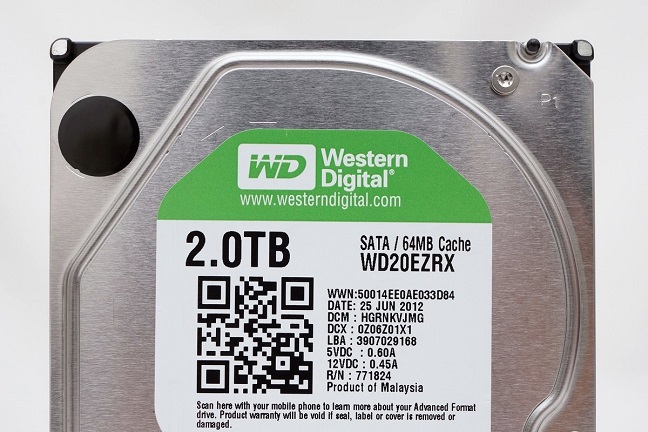 P1
WD Western
Digital®
www.westerndigital.com
2.0TB
SATA / 64MB Cache
WD20EZRX
WWN:50014EE0AE033D84
DATE: 25 JUN 2012
DCM : HGRNKVJMG
DCX : 0Z06Z01X1
LBA : 3907029168
5VDC : 0.60A
12VDC : 0.45A
R/N : 771824
Product of Malaysia
Scan here with your mobile phone to learn more about your Advanced Format
drive. Product warranty will be void if seal, label or cover is removed or
damaged.